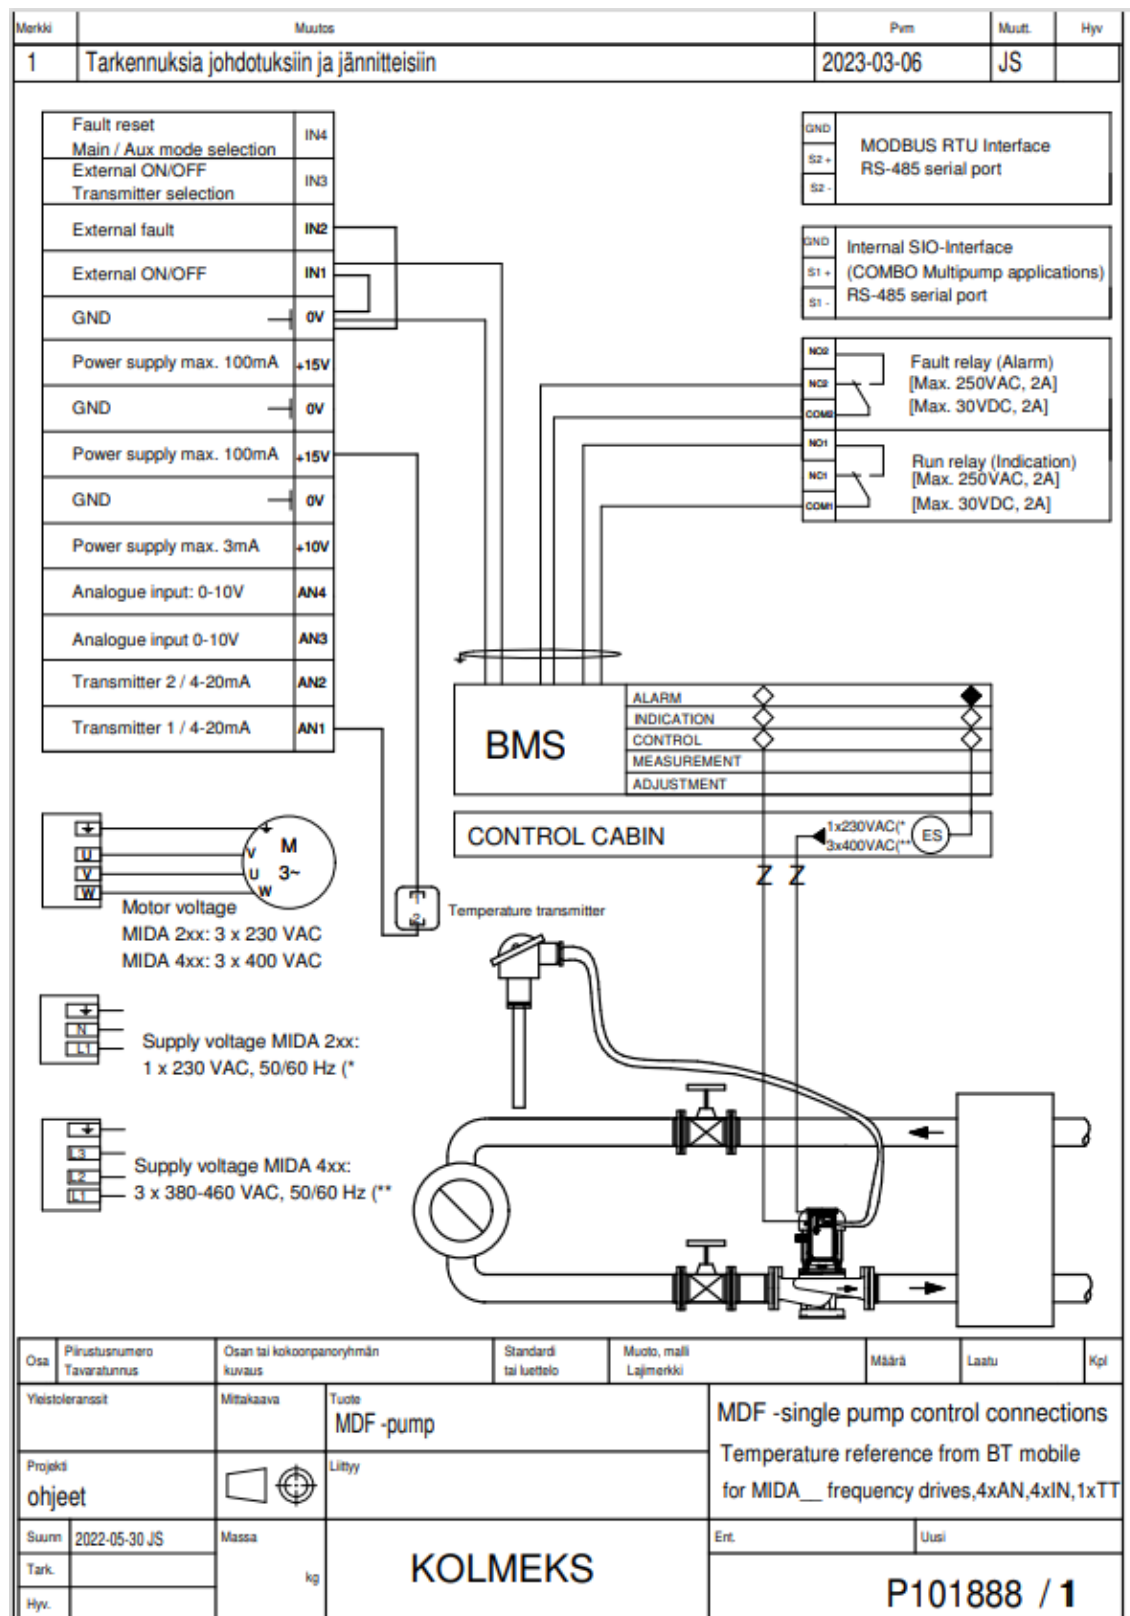 Merkki Muutos Pvm Muutt. Hyv
1 Tarkennuksia johdotuksiin ja jännitteisiin 2023-03-06 JS
Fault reset
Main / Aux mode selection IN4
External ON/OFF
Transmitter selection IN3
External fault IN2
External ON/OFF IN1
GND 0V
Power supply max. 100mA +15V
GND 0V
Power supply max. 100mA +15V
GND 0V
Power supply max. 3mA +10V
Analogue input: 0-10V AN4
Analogue input 0-10V AN3
Transmitter 2 / 4-20mA AN2
Transmitter 1 / 4-20mA AN1
GND
S2 +
S2 -
MODBUS RTU Interface
RS-485 serial port
GND
S1 +
S1 -
Internal SIO-Interface
(COMBO Multipump applications)
RS-485 serial port
NO2
NC2
COM2
Fault relay (Alarm)
[Max. 250VAC, 2A]
[Max. 30VDC, 2A]
NO1
NC1
COM1
Run relay (Indication)
[Max. 250VAC, 2A]
[Max. 30VDC, 2A]
BMS
ALARM
INDICATION
CONTROL
MEASUREMENT
ADJUSTMENT
CONTROL CABIN
1x230VAC(*
3x400VAC(**
ES
Z Z
U
V
W
M
3~
V
U
W
Motor voltage
MIDA 2xx: 3 x 230 VAC
MIDA 4xx: 3 x 400 VAC
1
2
Temperature transmitter
N
L1
Supply voltage MIDA 2xx:
1 x 230 VAC, 50/60 Hz (*
L3
L2
L1
Supply voltage MIDA 4xx:
3 x 380-460 VAC, 50/60 Hz (**
Osa
Piirustusnumero
Tavaratunnus
Osan tai kokoonpanoryhmän
kuvaus
Standardi
tai luettelo
Muoto, malli
Lajimerkki
Määrä
Laatu
Kpl
Yleistoleranssit
Mittakaava
Tuote
MDF -pump
MDF -single pump control connections
Temperature reference from BT mobile
for MIDA__ frequency drives,4xAN,4xIN,1xTT
Projekti
ohjeet
Liittyy
Suunn 2022-05-30 JS
Tark.
Hyv.
Massa
kg
KOLMEKS
Ent.
Uusi
P101888 / 1